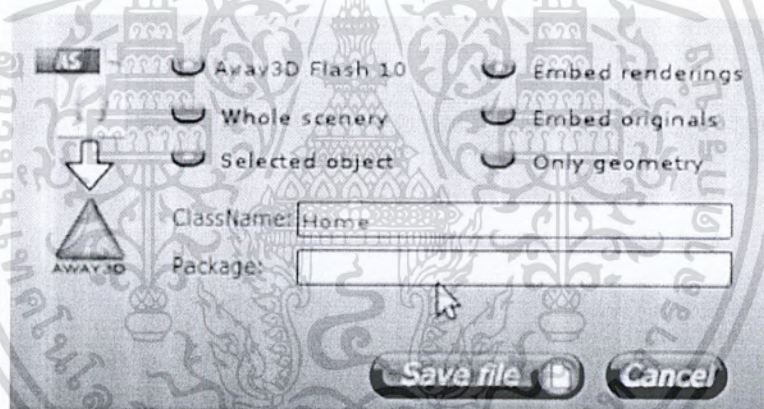 AS
Away3D Flash 10
Embed renderings
Whole scenery
Embed originals
Selected object
Only geometry
ClassName: Home
AWAY3D
Package:
Save file
Cancel